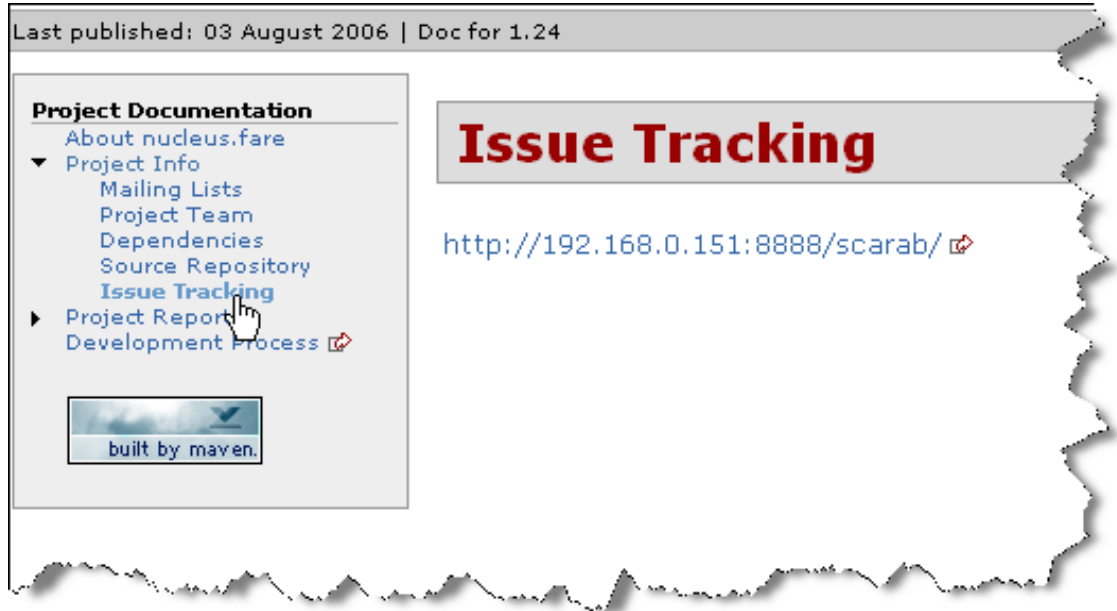 Last published: 03 August 2006 | Doc for 1.24
Project Documentation
About nucleus.fare
Project Info
Mailing Lists
Project Team
Dependencies
Source Repository
Issue Tracking
Project Report
Development Process
built by maven.
Issue Tracking
http://192.168.0.151:8888/scarab/